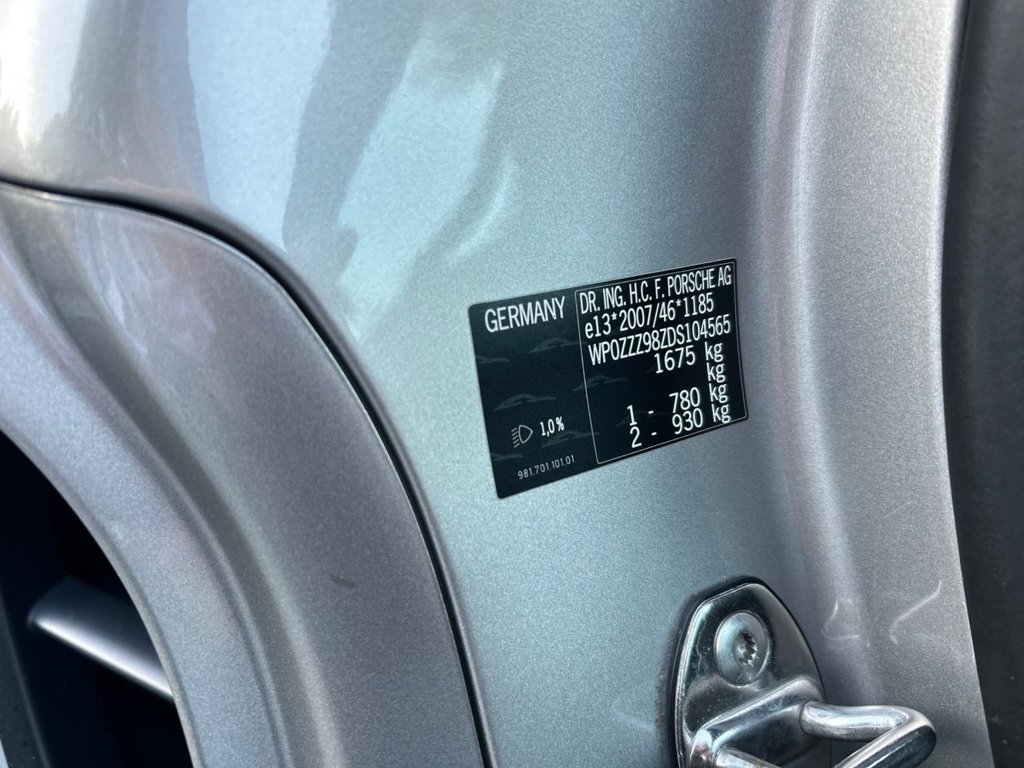 GERMANY
DR. ING. H.C. F. PORSCHE AG
e13*2007/46*1185
WP0ZZZ98ZDS104565
1675 kg
kg
1 - 780 kg
2 - 930 kg
1,0%
981.701.101.01